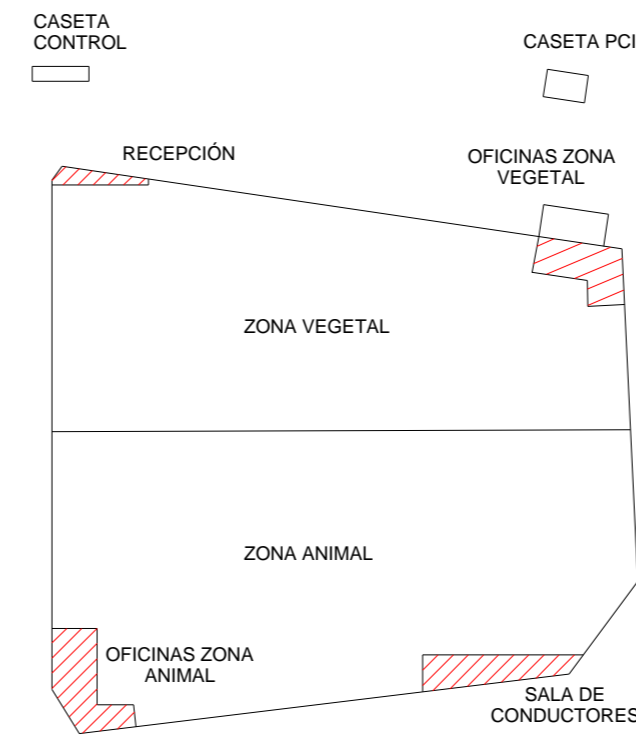 CASETA
CONTROL
CASETA PCI
RECEPCIÓN
OFICINAS ZONA
VEGETAL
ZONA VEGETAL
ZONA ANIMAL
OFICINAS ZONA
ANIMAL
SALA DE
CONDUCTORES